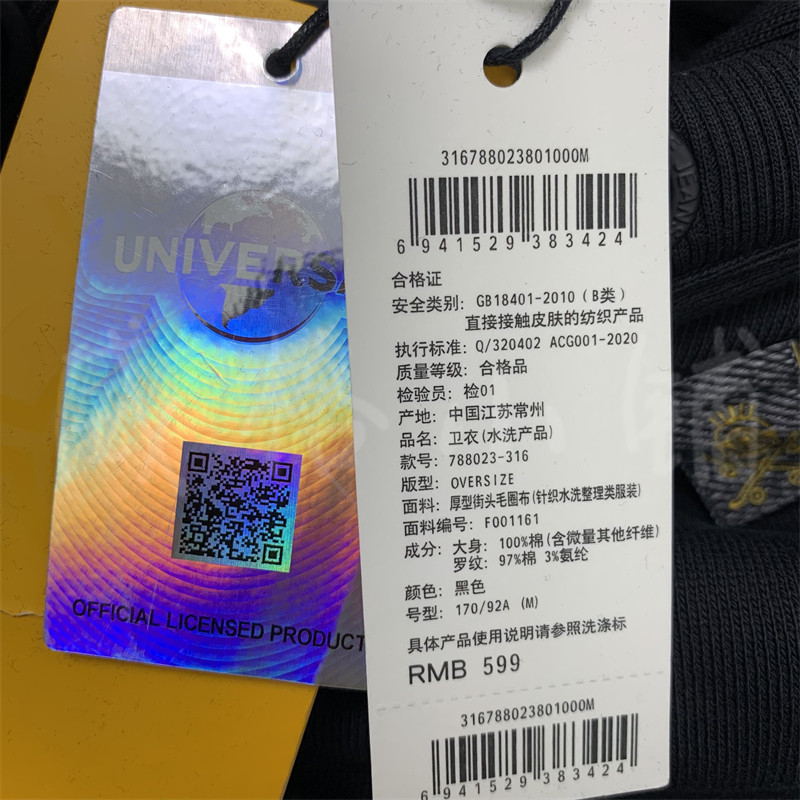 UNIVERSAL
OFFICIAL LICENSED PRODUCT
316788023801000M
6 941529 383424
合格证
安全类别: GB18401-2010 (B类)
直接接触皮肤的纺织产品
执行标准: Q/320402 ACG001-2020
质量等级: 合格品
检验员: 检01
产地: 中国江苏常州
品名: 卫衣(水洗产品)
款号: 788023-316
版型: OVERSIZE
面料: 厚型街头毛圈布(针织水洗整理类服装)
面料编号: F001161
成分: 大身: 100%棉(含微量其他纤维)
罗纹: 97%棉 3%氨纶
颜色: 黑色
号型: 170/92A (M)
具体产品使用说明请参照洗涤标
RMB 599
316788023801000M
6 941529 383424